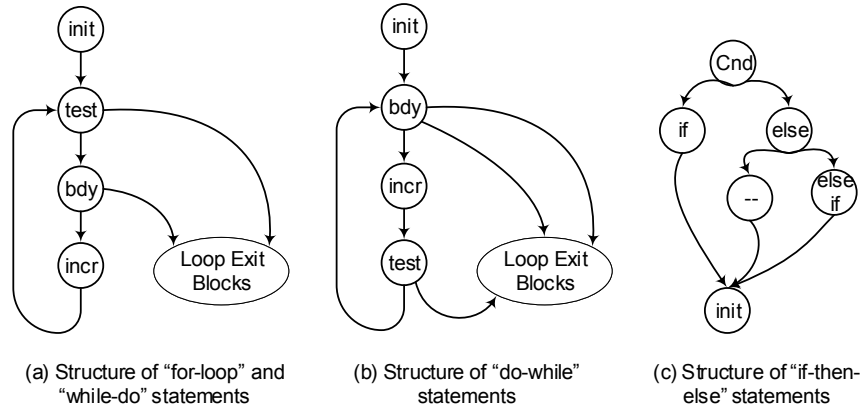 init
test
bdy
incr
Loop Exit
Blocks
(a) Structure of “for-loop” and
“while-do” statements
init
bdy
incr
test
Loop Exit
Blocks
(b) Structure of “do-while”
statements
Cnd
if
else
--
else
if
init
(c) Structure of “if-then-
else” statements